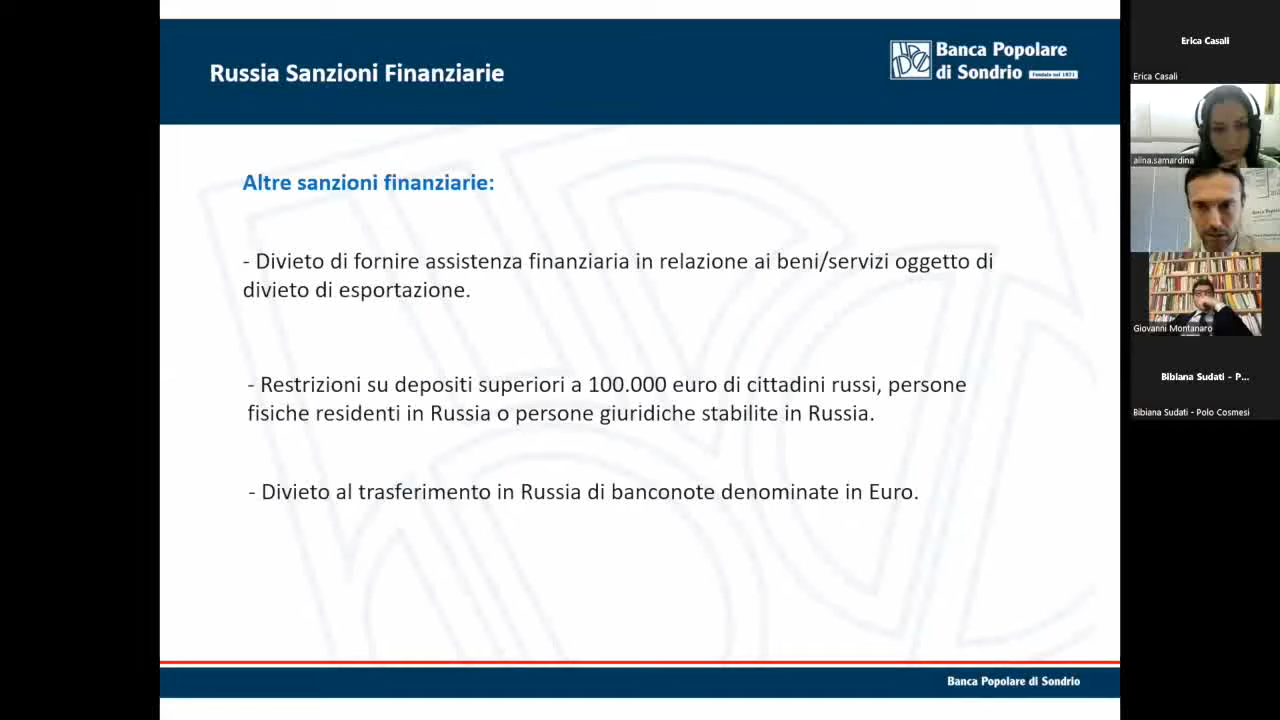 Russia Sanzioni Finanziarie
Banca Popolare
di Sondrio Fondata nel 1871
Altre sanzioni finanziarie:
- Divieto di fornire assistenza finanziaria in relazione ai beni/servizi oggetto di
divieto di esportazione.
- Restrizioni su depositi superiori a 100.000 euro di cittadini russi, persone
fisiche residenti in Russia o persone giuridiche stabilite in Russia.
- Divieto al trasferimento in Russia di banconote denominate in Euro.
Banca Popolare di Sondrio
Erica Casali
Erica Casali
alina.samardina
Giovanni Montanaro
Bibiana Sudati - P...
Bibiana Sudati - Polo Cosmesi